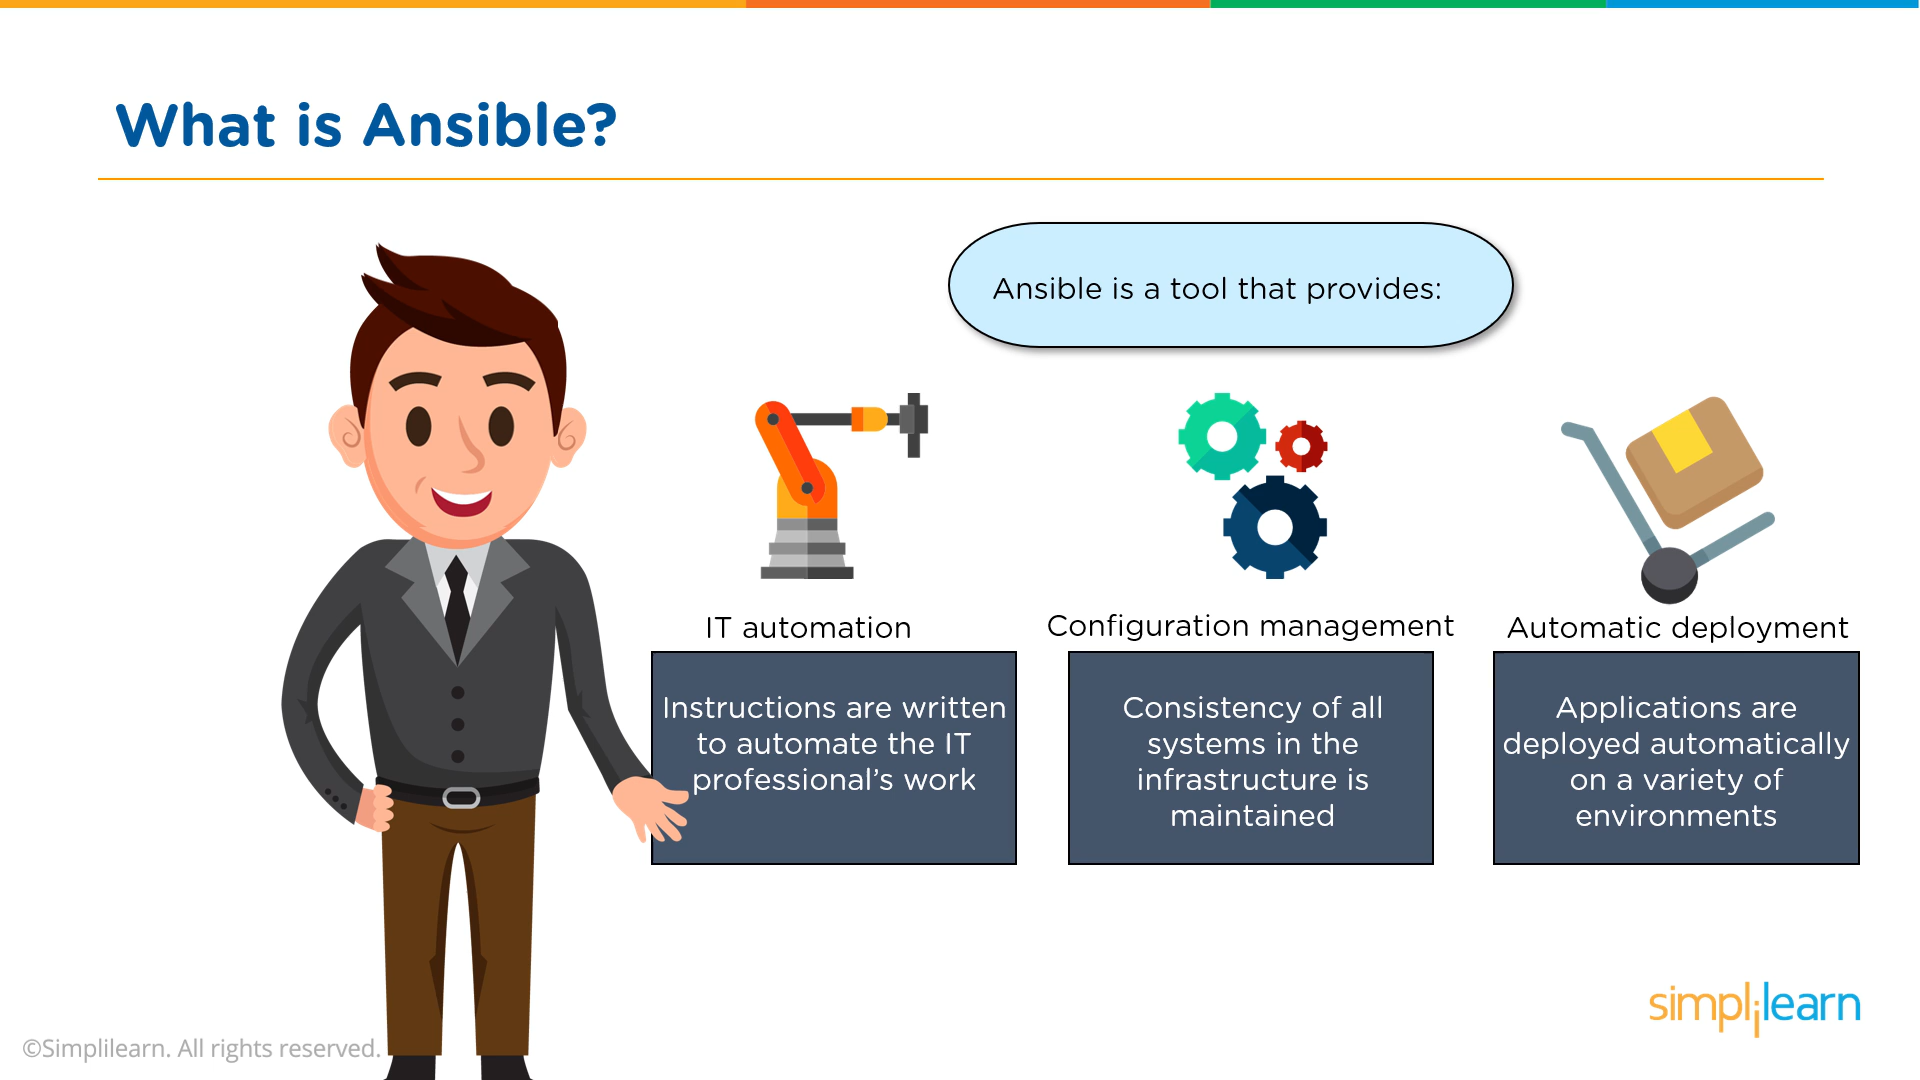 What is Ansible?
Ansible is a tool that provides:
IT automation
Instructions are written
to automate the IT
professional’s work
Configuration management
Consistency of all
systems in the
infrastructure is
maintained
Automatic deployment
Applications are
deployed automatically
on a variety of
environments
simplilearn
©Simplilearn. All rights reserved.